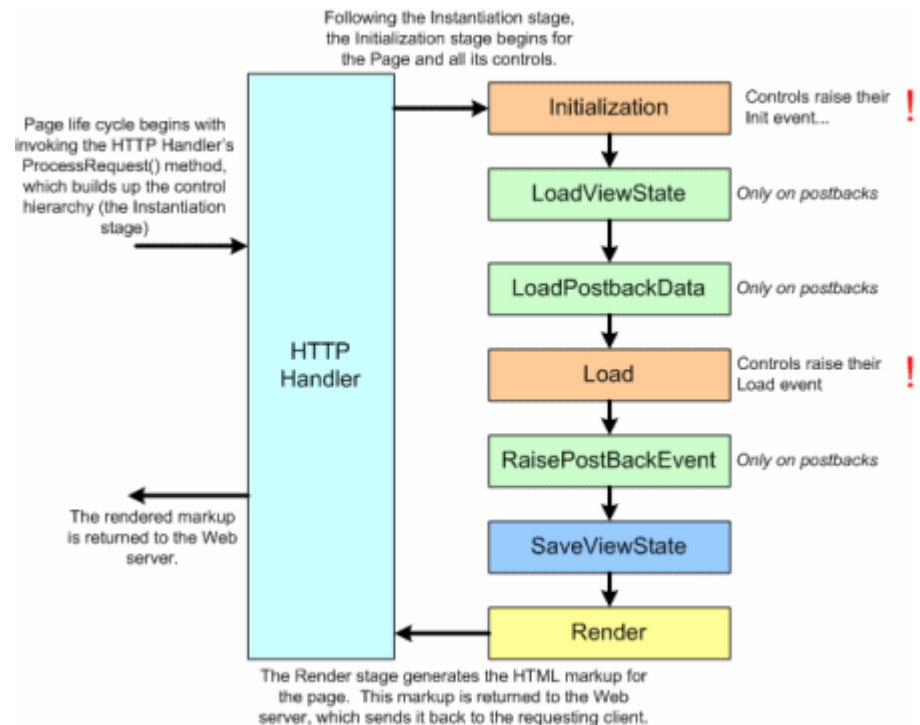 Following the Instantiation stage,
the Initialization stage begins for
the Page and all its controls.
Page life cycle begins with
invoking the HTTP Handler's
ProcessRequest() method,
which builds up the control
hierarchy (the Instantiation
stage)
HTTP
Handler
The rendered markup
is returned to the Web
server.
Initialization
Controls raise their
Init event...
!
LoadViewState
Only on postbacks
LoadPostbackData
Only on postbacks
Load
Controls raise their
Load event
!
RaisePostBackEvent
Only on postbacks
SaveViewState
Render
The Render stage generates the HTML markup for
the page. This markup is returned to the Web
server, which sends it back to the requesting client.